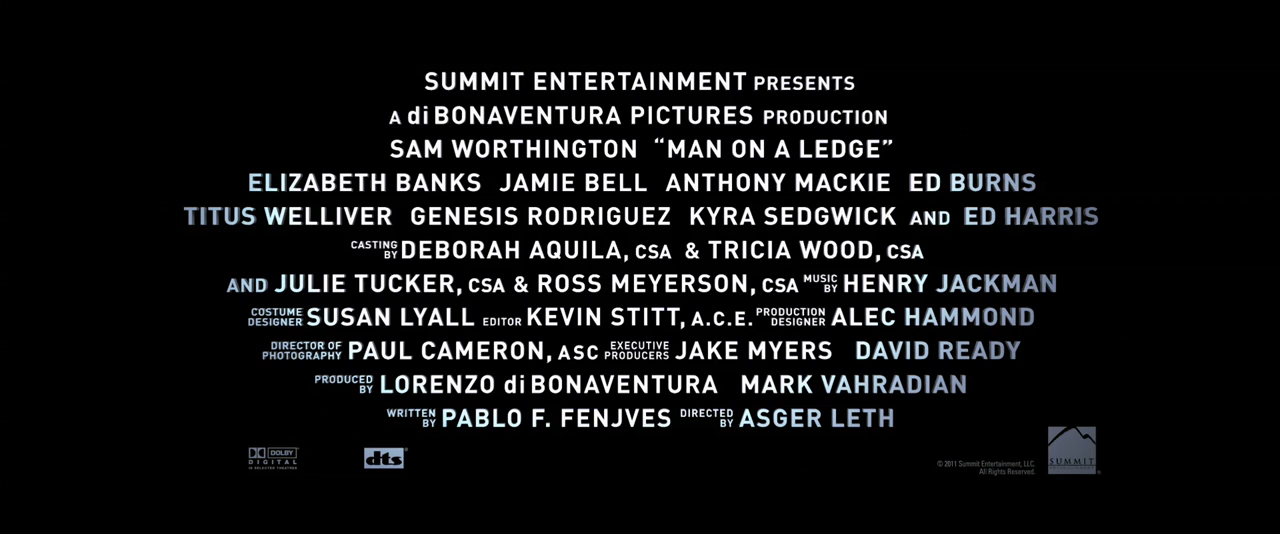 SUMMIT ENTERTAINMENT PRESENTS
A di BONAVENTURA PICTURES PRODUCTION
SAM WORTHINGTON “MAN ON A LEDGE”
ELIZABETH BANKS JAMIE BELL ANTHONY MACKIE ED BURNS
TITUS WELLIVER GENESIS RODRIGUEZ KYRA SEDGWICK AND ED HARRIS
CASTING BY DEBORAH AQUILA, CSA & TRICIA WOOD, CSA
AND JULIE TUCKER, CSA & ROSS MEYERSON, CSA MUSIC BY HENRY JACKMAN
COSTUME DESIGNER SUSAN LYALL EDITOR KEVIN STITT, A.C.E. PRODUCTION DESIGNER ALEC HAMMOND
DIRECTOR OF PHOTOGRAPHY PAUL CAMERON, ASC EXECUTIVE PRODUCERS JAKE MYERS DAVID READY
PRODUCED BY LORENZO di BONAVENTURA MARK VAHRADIAN
WRITTEN BY PABLO F. FENJVES DIRECTED BY ASGER LETH
DOLBY
DIGITAL
IN SELECTED THEATRES
dts
© 2011 Summit Entertainment, LLC.
All Rights Reserved.
SUMMIT